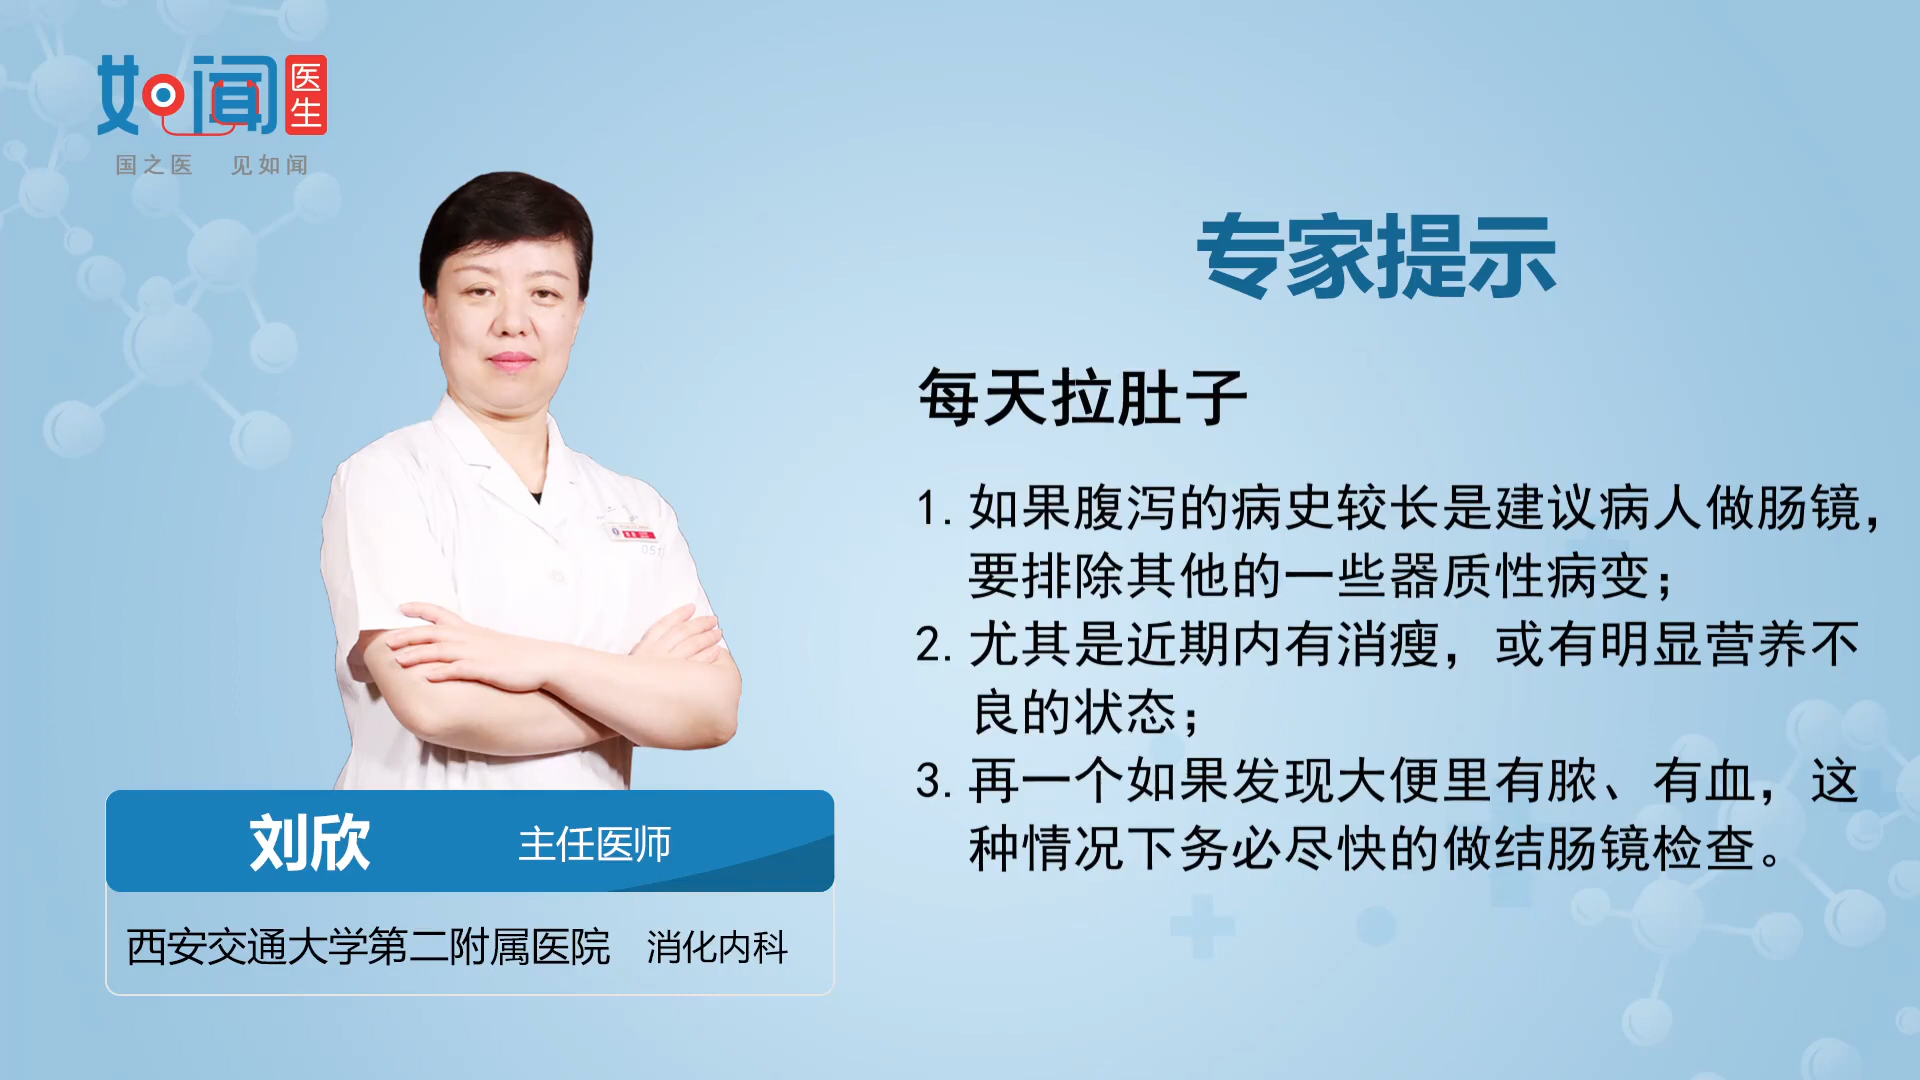 如闻医生
国之医 见如闻
专家提示
每天拉肚子
1.如果腹泻的病史较长是建议病人做肠镜，
要排除其他的一些器质性病变；
2.尤其是近期内有消瘦，或有明显营养不
良的状态；
3.再一个如果发现大便里有脓、有血，这
种情况下务必尽快的做结肠镜检查。
刘欣 主任医师
西安交通大学第二附属医院 消化内科